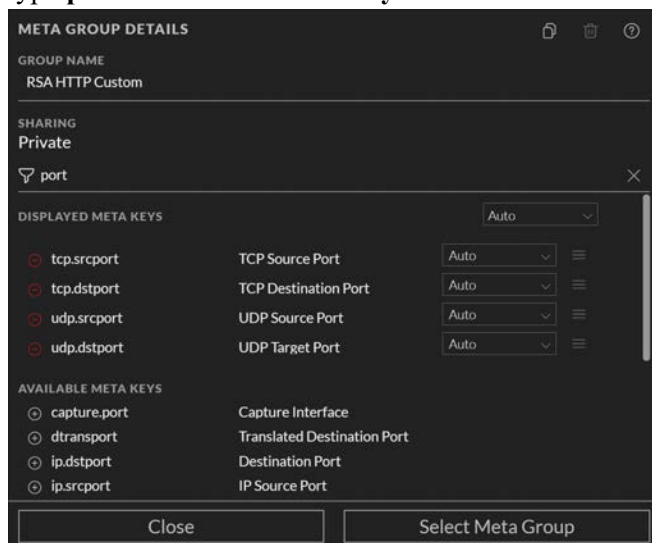 META GROUP DETAILS
GROUP NAME
RSA HTTP Custom
SHARING
Private
port
DISPLAYED META KEYS Auto
tcp.srcport TCP Source Port Auto
tcp.dstport TCP Destination Port Auto
udp.srcport UDP Source Port Auto
udp.dstport UDP Target Port Auto
AVAILABLE META KEYS
capture.port Capture Interface
dtransport Translated Destination Port
ip.dstport Destination Port
ip.srcport IP Source Port
Close Select Meta Group